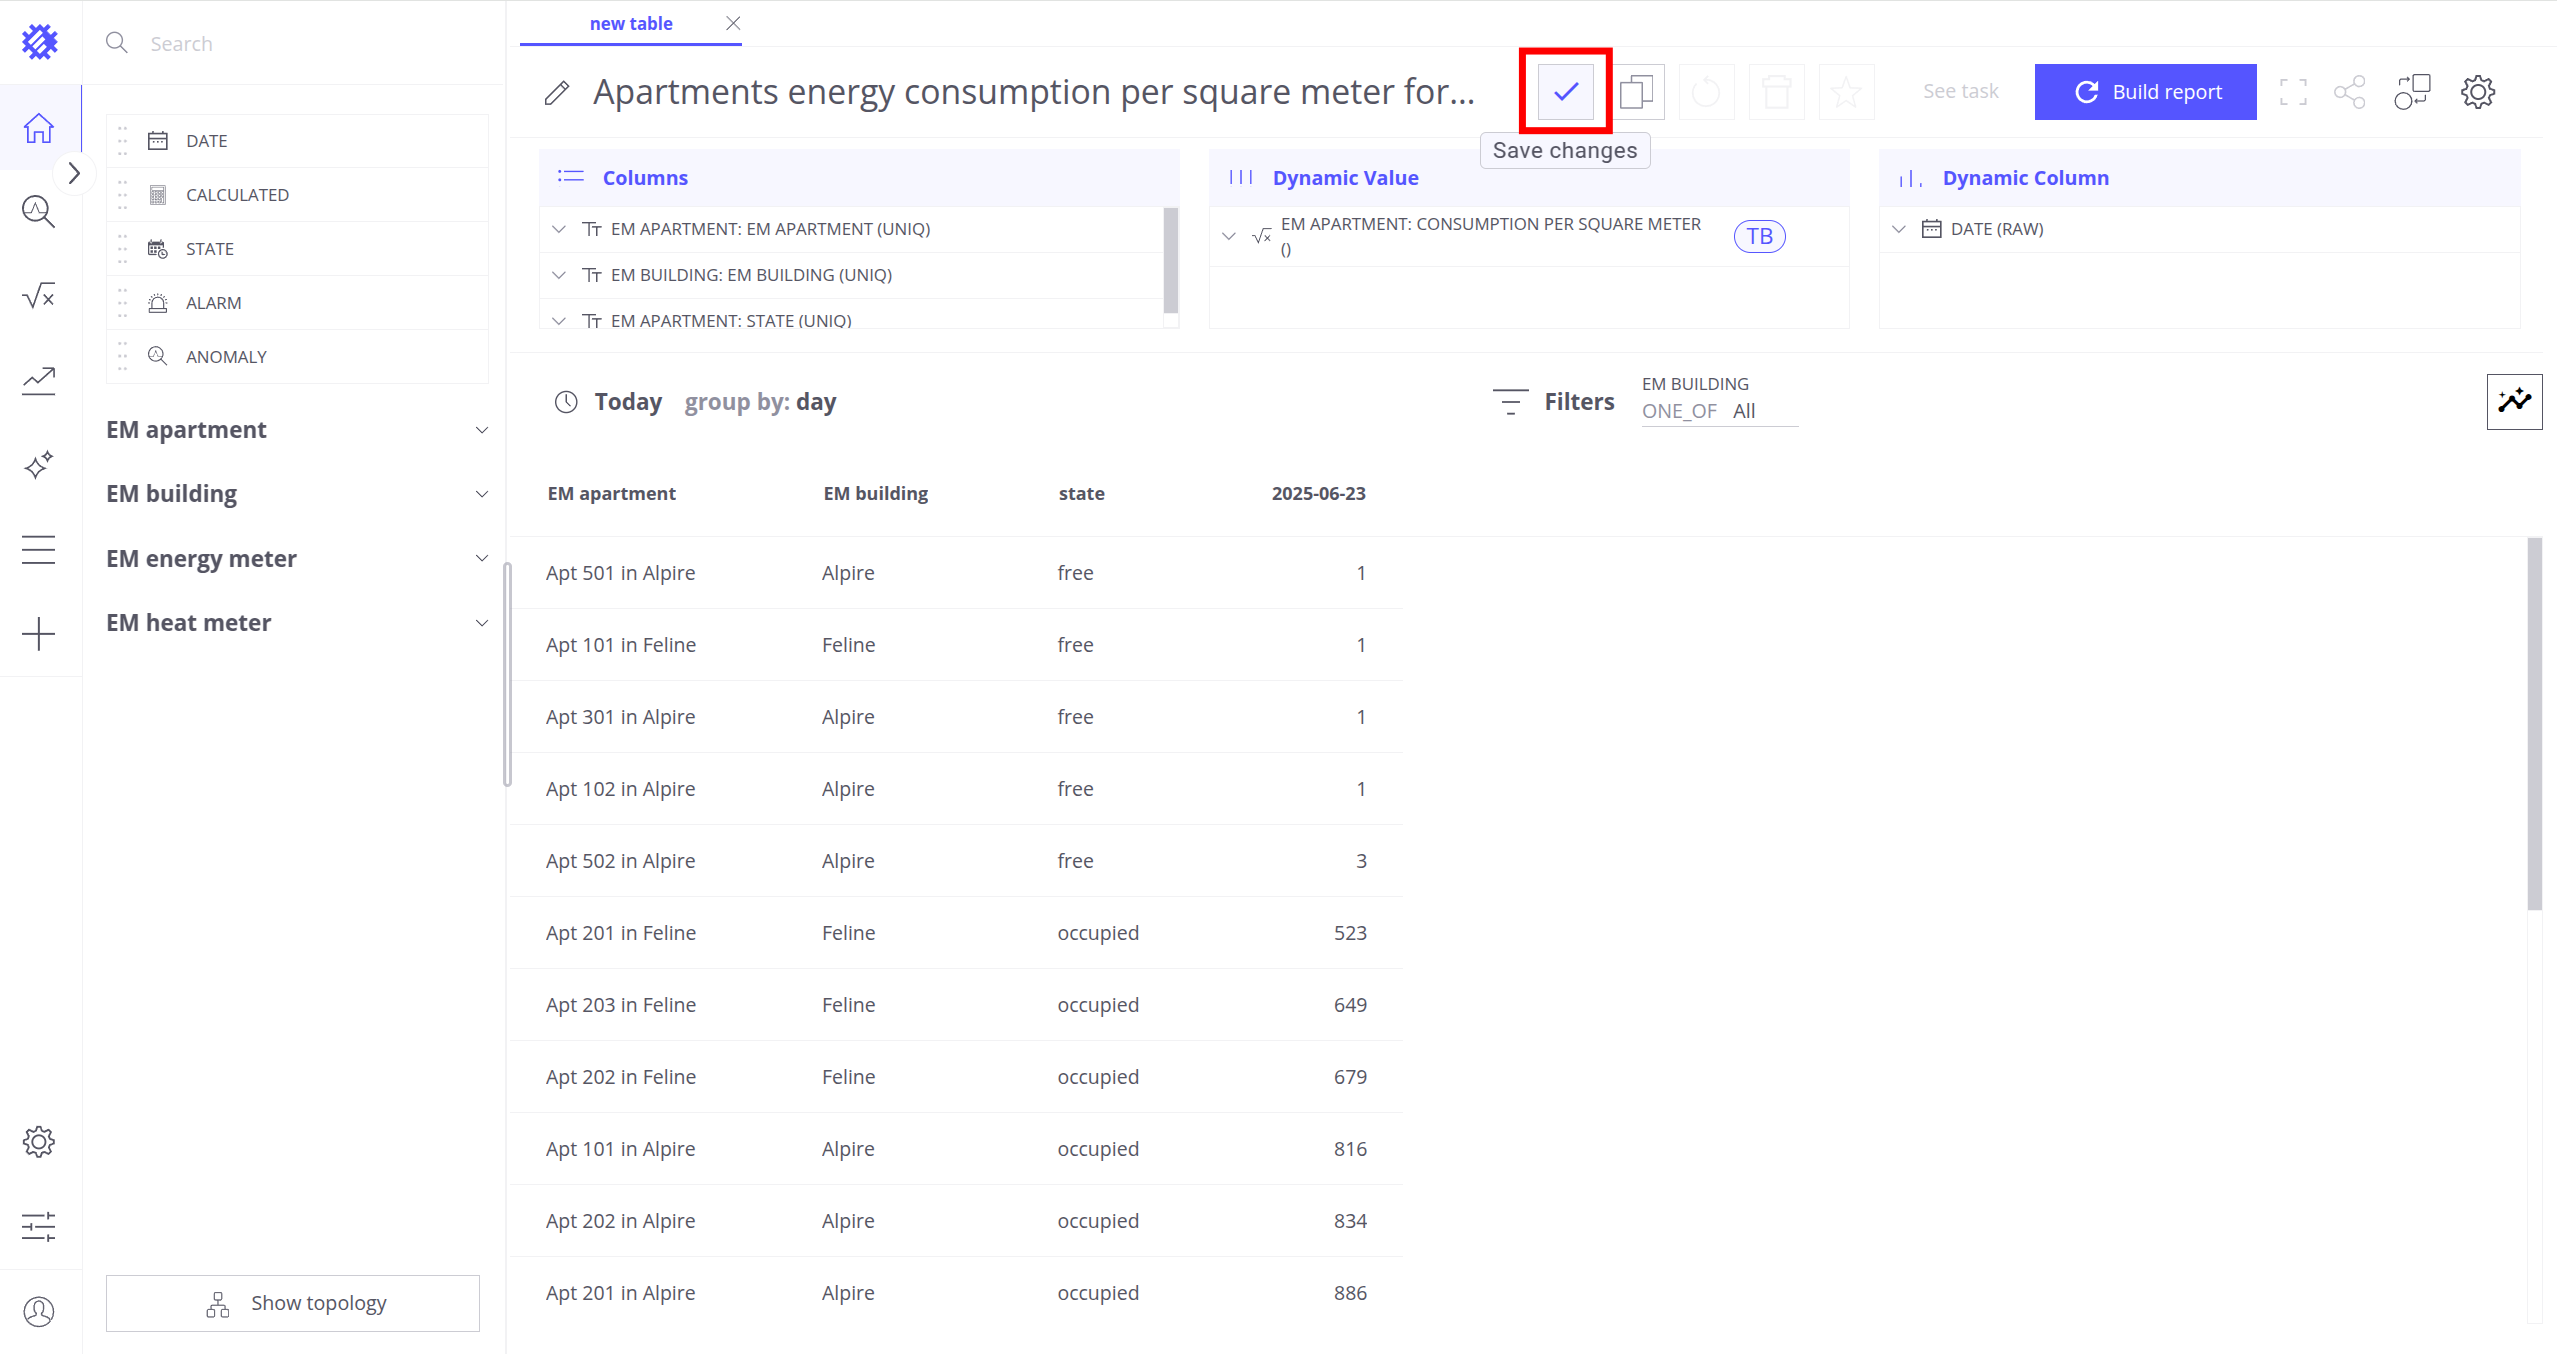 new table
Search
Apartments energy consumption per square meter for...
See task
Build report
Save changes
DATE
CALCULATED
STATE
ALARM
ANOMALY
EM apartment
EM building
EM energy meter
EM heat meter
Show topology
Columns
EM APARTMENT: EM APARTMENT (UNIQ)
EM BUILDING: EM BUILDING (UNIQ)
EM APARTMENT: STATE (UNIQ)
Dynamic Value
EM APARTMENT: CONSUMPTION PER SQUARE METER
()
TB
Dynamic Column
DATE (RAW)
Today group by: day
Filters
EM BUILDING
ONE_OF All
EM apartment EM building state 2025-06-23
Apt 501 in Alpire Alpire free 1
Apt 101 in Feline Feline free 1
Apt 301 in Alpire Alpire free 1
Apt 102 in Alpire Alpire free 1
Apt 502 in Alpire Alpire free 3
Apt 201 in Feline Feline occupied 523
Apt 203 in Feline Feline occupied 649
Apt 202 in Feline Feline occupied 679
Apt 101 in Alpire Alpire occupied 816
Apt 202 in Alpire Alpire occupied 834
Apt 201 in Alpire Alpire occupied 886